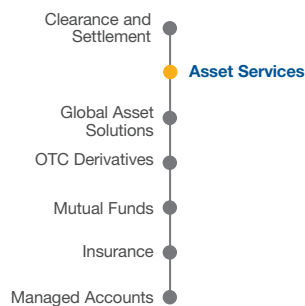 Clearance and
Settlement
Asset Services
Global Asset
Solutions
OTC Derivatives
Mutual Funds
Insurance
Managed Accounts